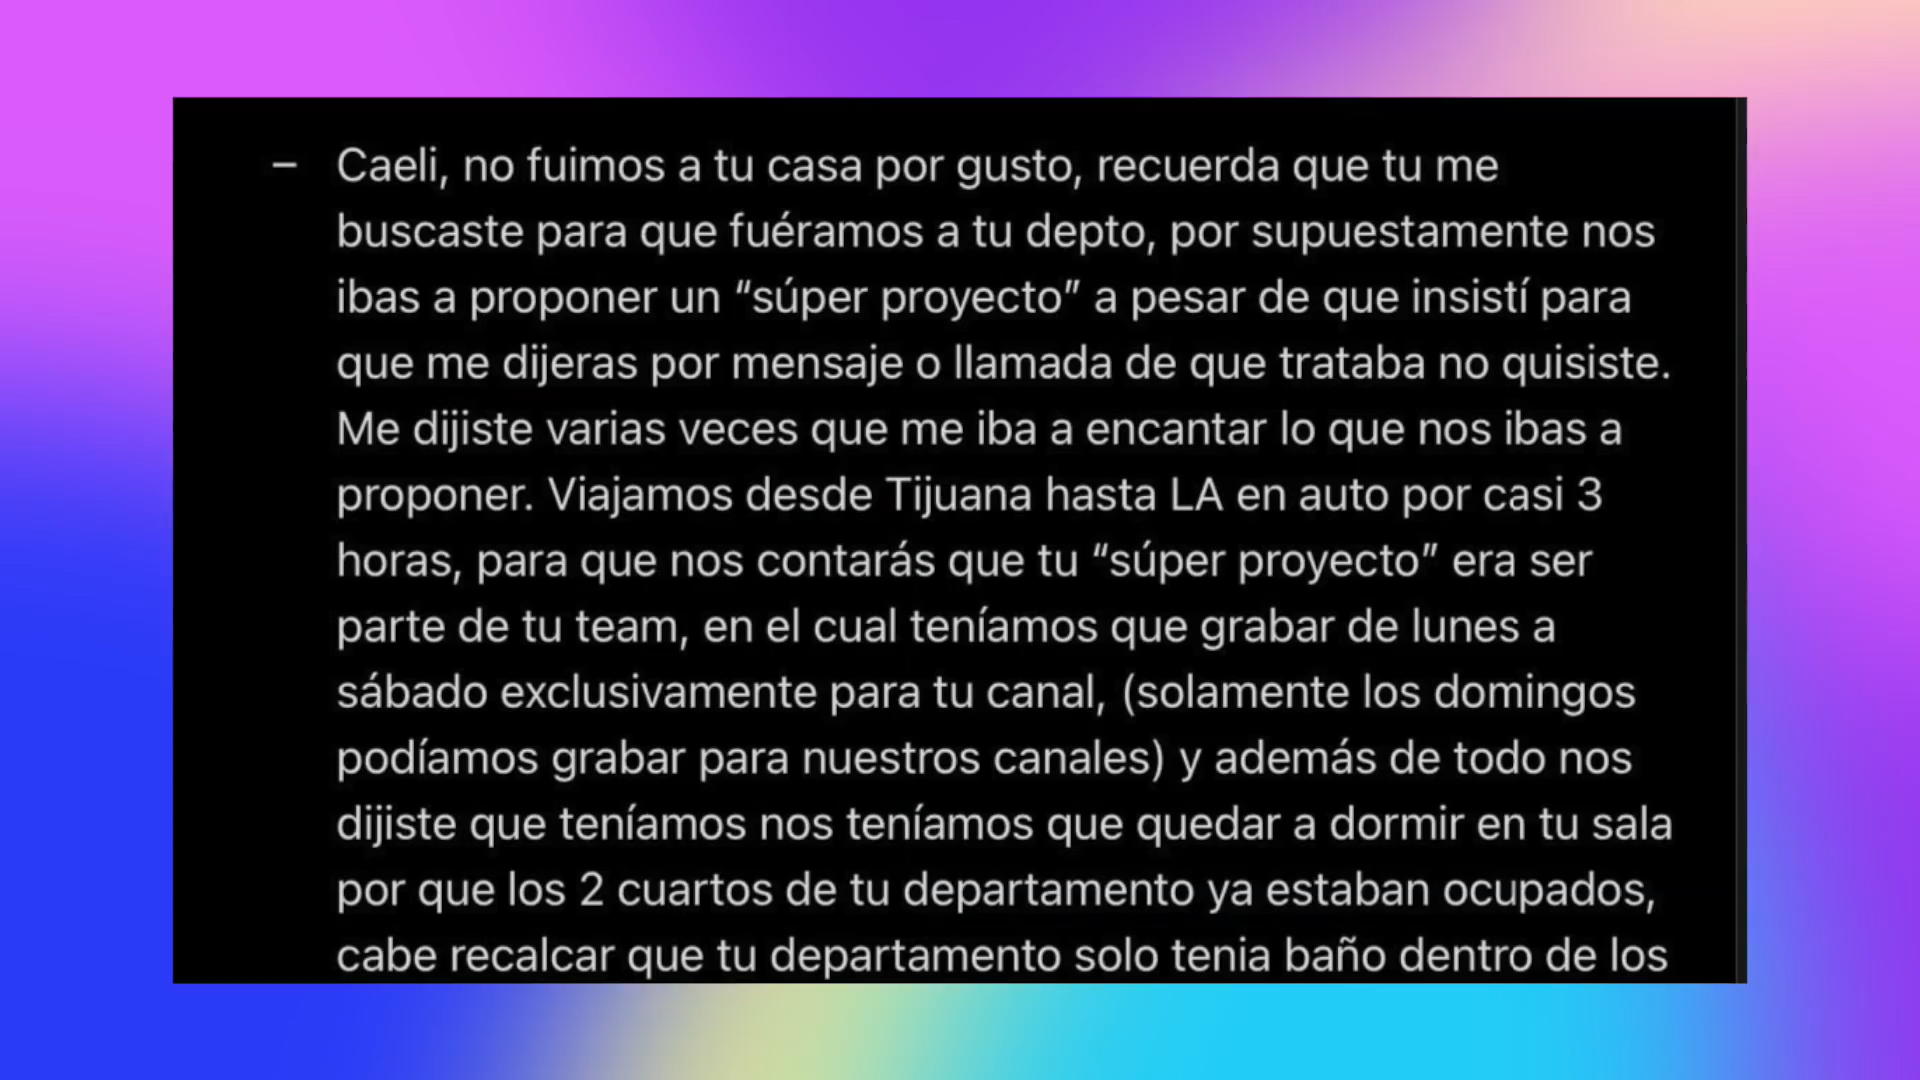 – Caeli, no fuimos a tu casa por gusto, recuerda que tu me
buscaste para que fuéramos a tu depto, por supuestamente nos
ibas a proponer un “súper proyecto” a pesar de que insistí para
que me dijeras por mensaje o llamada de que trataba no quisiste.
Me dijiste varias veces que me iba a encantar lo que nos ibas a
proponer. Viajamos desde Tijuana hasta LA en auto por casi 3
horas, para que nos contarás que tu “súper proyecto” era ser
parte de tu team, en el cual teníamos que grabar de lunes a
sábado exclusivamente para tu canal, (solamente los domingos
podíamos grabar para nuestros canales) y además de todo nos
dijiste que teníamos nos teníamos que quedar a dormir en tu sala
por que los 2 cuartos de tu departamento ya estaban ocupados,
cabe recalcar que tu departamento solo tenia baño dentro de los